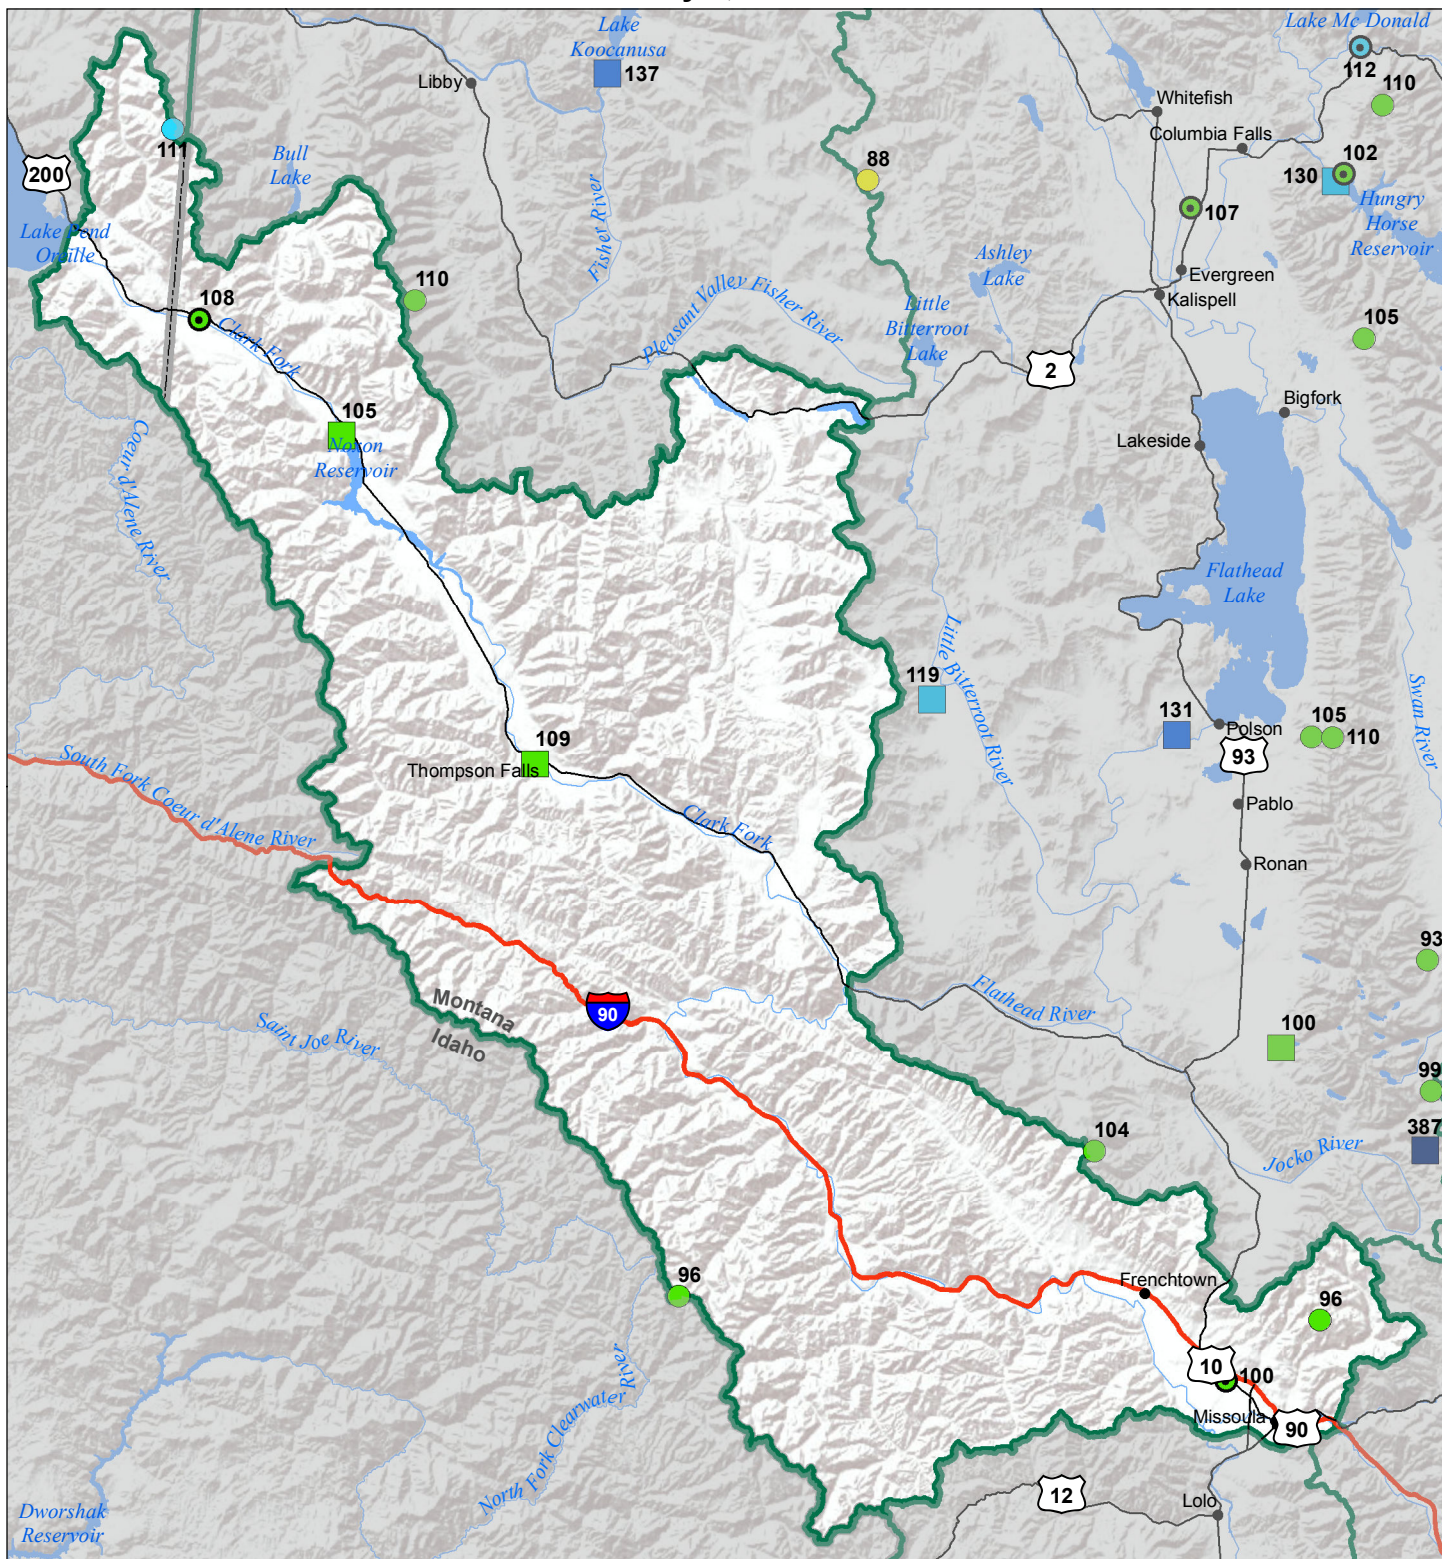 Lake Mc Donald
Lake
Koocanusa
137
Libby
112
110
Whitefish
Columbia Falls
111
Bull
Lake
200
88
102
130
Hungry
Horse
Reservoir
107
Fisher River
Lake Pend
Oreille
Ashley
Lake
Evergreen
110
Kalispell
108
Clark Fork
Pleasant Valley Fisher River
Little
Bitterroot
Lake
105
2
Bigfork
105
Noxon
Reservoir
Lakeside
Coeur d'Alene River
Flathead
Lake
Little Bitterroot River
119
Swan River
131
Polson
105
110
109
Thompson Falls
93
South Fork Coeur d'Alene River
Clark Fork
Pablo
Ronan
93
Montana
Idaho
90
Flathead River
Saint Joe River
100
99
387
104
Jocko River
96
Frenchtown
96
10
100
North Fork Clearwater River
Missoula
90
12
Lolo
Dworshak
Reservoir